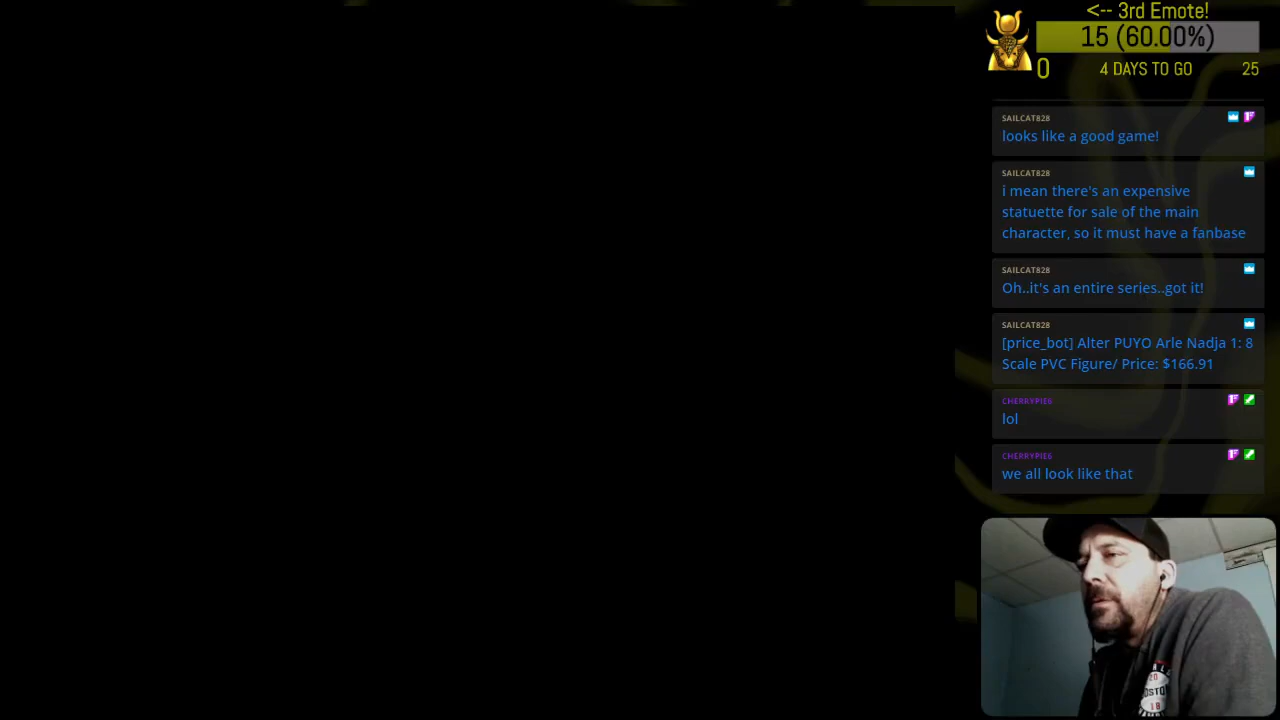 <-- 3rd Emote!
15 (60.00%)
0
4 DAYS TO GO
25
SAILCAT828
looks like a good game!
SAILCAT828
i mean there's an expensive
statuette for sale of the main
character, so it must have a fanbase
SAILCAT828
Oh..it's an entire series..got it!
SAILCAT828
[price_bot] Alter PUYO Arle Nadja 1: 8
Scale PVC Figure/ Price: $166.91
CHERRYPIE6
lol
CHERRYPIE6
we all look like that
20
BOSTON
18